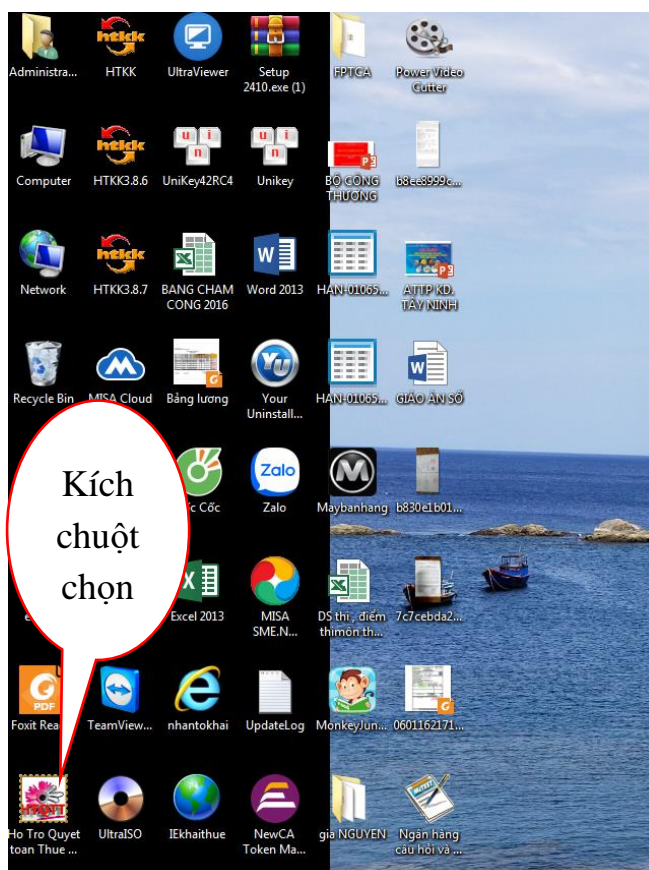 Administra...
HTKK
UltraViewer
Setup
2410.exe (1)
FPTCA
Power Video
Cutter
Computer
HTKK3.8.6
UniKey42RC4
Unikey
BỘ CÔNG
THƯƠNG
b8ee8999c...
Network
HTKK3.8.7
BANG CHAM
CONG 2016
Word 2013
HAN-01065...
ATTP KD.
TÂY NINH
Recycle Bin
MISA Cloud
Bảng lương
Your
Uninstall...
HAN-01065...
GIÁO ÁN SỐ
Kích
chuột
chọn
Cốc
Zalo
Zalo
Maybanhang
b830e1b01...
Excel 2013
MISA
SME.N...
DS thi , điểm
thimôn th...
7c7cebda2...
PDF
Foxit Rea
TeamView...
nhantokhai
UpdateLog
MonkeyJun...
0601162171...
Ho Tro Quyet
toan Thue ...
UltraISO
IEkhaithue
NewCA
Token Ma...
gia NGUYEN
Ngân hàng
câu hỏi và ...